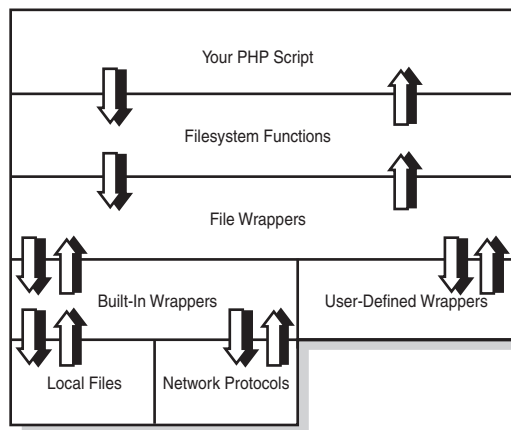 Your PHP Script
Filesystem Functions
File Wrappers
Built-In Wrappers
User-Defined Wrappers
Local Files
Network Protocols